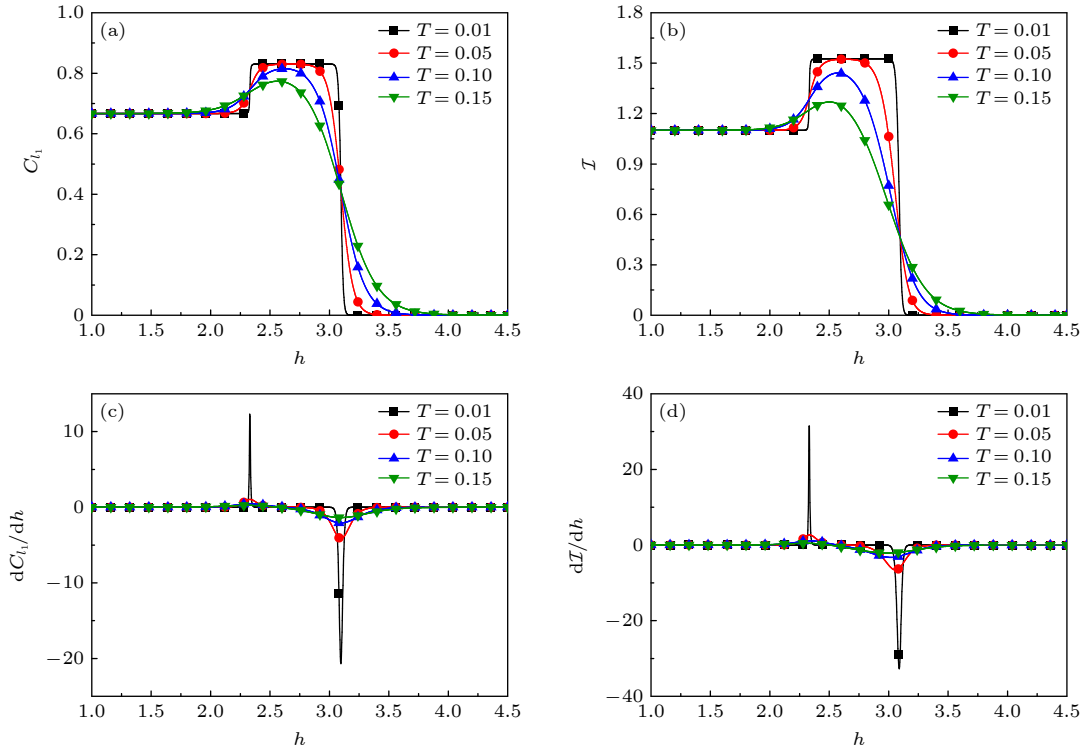 (a)
T = 0.01
T = 0.05
T = 0.10
T = 0.15
1.0
0.8
0.6
0.4
0.2
0
C_{l_1}
1.0 1.5 2.0 2.5 3.0 3.5 4.0 4.5
h
(b)
T = 0.01
T = 0.05
T = 0.10
T = 0.15
1.8
1.5
1.2
0.9
0.6
0.3
0
ℐ
1.0 1.5 2.0 2.5 3.0 3.5 4.0 4.5
h
(c)
T = 0.01
T = 0.05
T = 0.10
T = 0.15
10
0
−10
−20
dC_{l_1}/dh
1.0 1.5 2.0 2.5 3.0 3.5 4.0 4.5
h
(d)
T = 0.01
T = 0.05
T = 0.10
T = 0.15
40
20
0
−20
−40
dℐ/dh
1.0 1.5 2.0 2.5 3.0 3.5 4.0 4.5
h